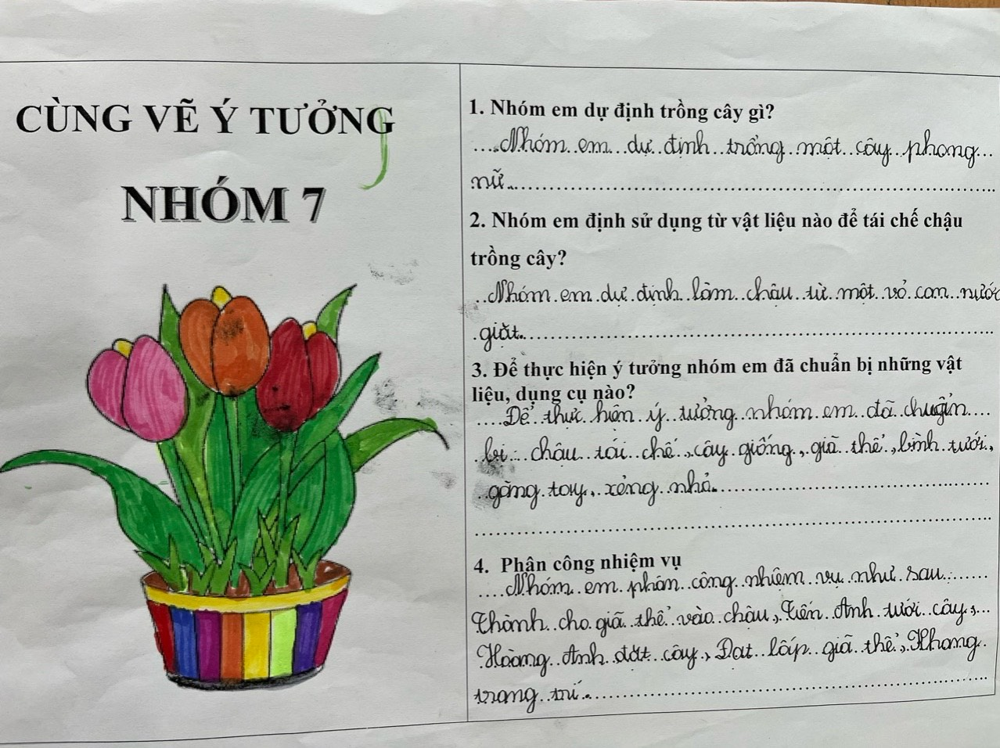 CÙNG VẼ Ý TƯỞNG
NHÓM 7
1. Nhóm em dự định trồng cây gì?
Nhóm em dự định trồng một cây phong
nữ.
2. Nhóm em định sử dụng từ vật liệu nào để tái chế chậu
trồng cây?
Nhóm em dự định làm chậu từ một vỏ can nước
giặt.
3. Để thực hiện ý tưởng nhóm em đã chuẩn bị những vật
liệu, dụng cụ nào?
Để thực hiện ý tưởng nhóm em đã chuẩn
bị: chậu tái chế, cây giống, giá thể, bình tưới,
găng tay, xẻng nhỏ.
4. Phân công nhiệm vụ
Nhóm em phân công nhiệm vụ như sau:
Thành cho giá thể vào chậu, Tiến Anh tưới cây,
Hoàng Anh đặt cây, Đạt lấp giá thể, Phong
trang trí.